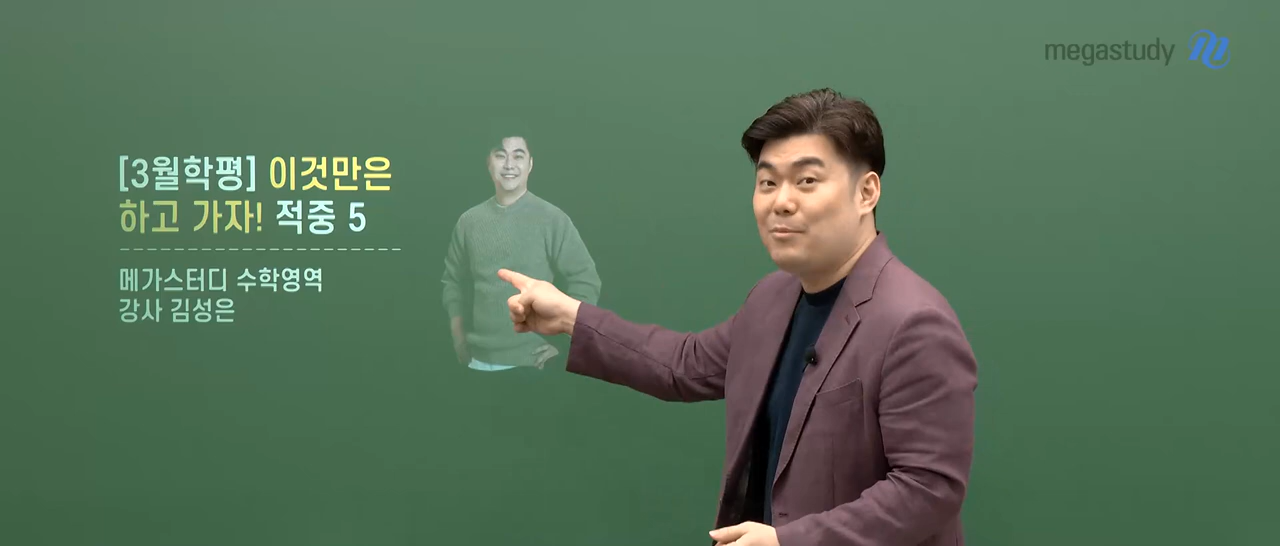 megastudy
[3월학평] 이것만은
하고 가자! 적중 5
메가스터디 수학영역
강사 김성은